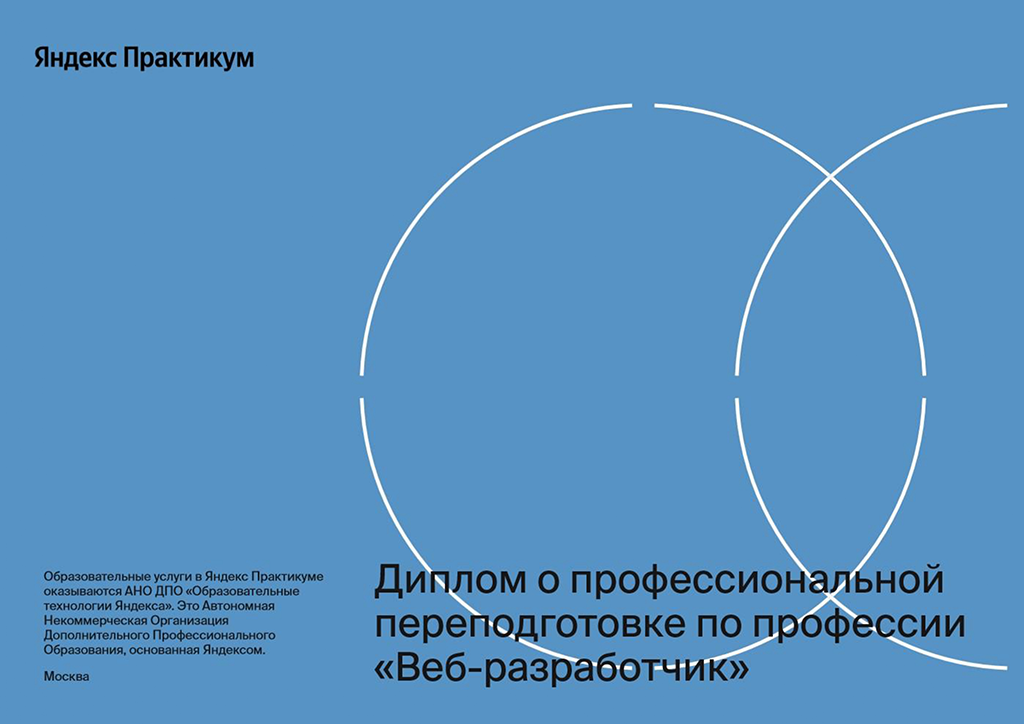 Яндекс Практикум
Образовательные услуги в Яндекс Практикуме
оказываются АНО ДПО «Образовательные
технологии Яндекса». Это Автономная
Некоммерческая Организация
Дополнительного Профессионального
Образования, основанная Яндексом.
Москва
Диплом о профессиональной
переподготовке по профессии
«Веб-разработчик»